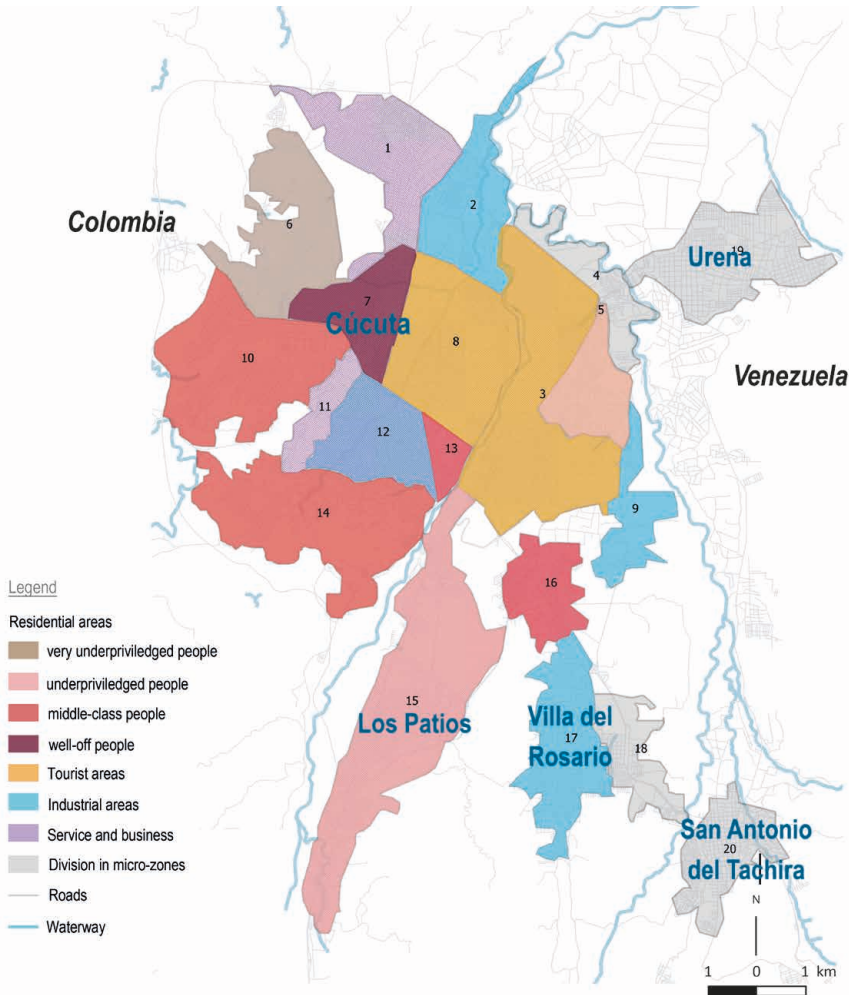 1
2
Colombia
6
4
19
Urena
5
7
Cúcuta
8
10
Venezuela
3
11
12
13
9
14
16
Legend
Residential areas
very underpriviledged people
underpriviledged people
middle-class people
well-off people
Tourist areas
Industrial areas
Service and business
Division in micro-zones
Roads
Waterway
15
Los Patios
Villa del
Rosario
17
18
San Antonio
20
del Tachira
N
1 0 1 km